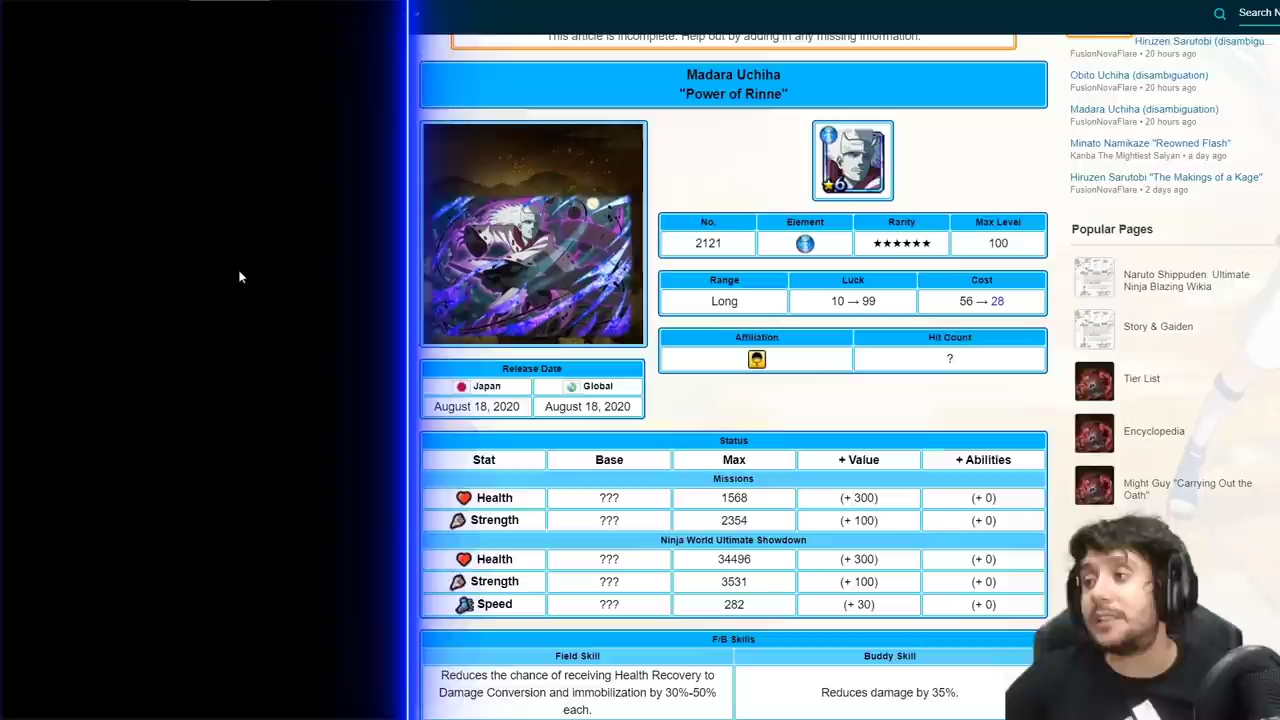 Search N
This article is incomplete. Help out by adding in any missing information.
Madara Uchiha
"Power of Rinne"
6
No. Element Rarity Max Level
2121 ★★★★★★ 100
Range Luck Cost
Long 10 → 99 56 → 28
Affiliation Hit Count
?
Release Date
Japan Global
August 18, 2020 August 18, 2020
Status
Stat Base Max + Value + Abilities
Missions
Health ??? 1568 (+ 300) (+ 0)
Strength ??? 2354 (+ 100) (+ 0)
Ninja World Ultimate Showdown
Health ??? 34496 (+ 300) (+ 0)
Strength ??? 3531 (+ 100) (+ 0)
Speed ??? 282 (+ 30) (+ 0)
F/B Skills
Field Skill Buddy Skill
Reduces the chance of receiving Health Recovery to
Damage Conversion and immobilization by 30%-50%
each.
Reduces damage by 35%.
Hiruzen Sarutobi (disambigu...
FusionNovaFlare • 20 hours ago
Obito Uchiha (disambiguation)
FusionNovaFlare • 20 hours ago
Madara Uchiha (disambiguation)
FusionNovaFlare • 20 hours ago
Minato Namikaze "Reowned Flash"
Kanba The Mightiest Saiyan • a day ago
Hiruzen Sarutobi "The Makings of a Kage"
FusionNovaFlare • 2 days ago
Popular Pages
Naruto Shippuden: Ultimate
Ninja Blazing Wikia
Story & Gaiden
Tier List
Encyclopedia
Might Guy "Carrying Out the
Oath"